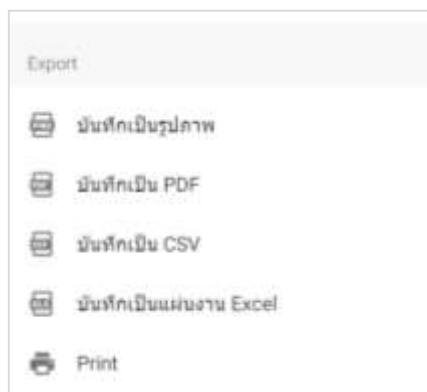 Export
บันทึกเป็นรูปภาพ
บันทึกเป็น PDF
บันทึกเป็น CSV
บันทึกเป็นแผ่นงาน Excel
Print